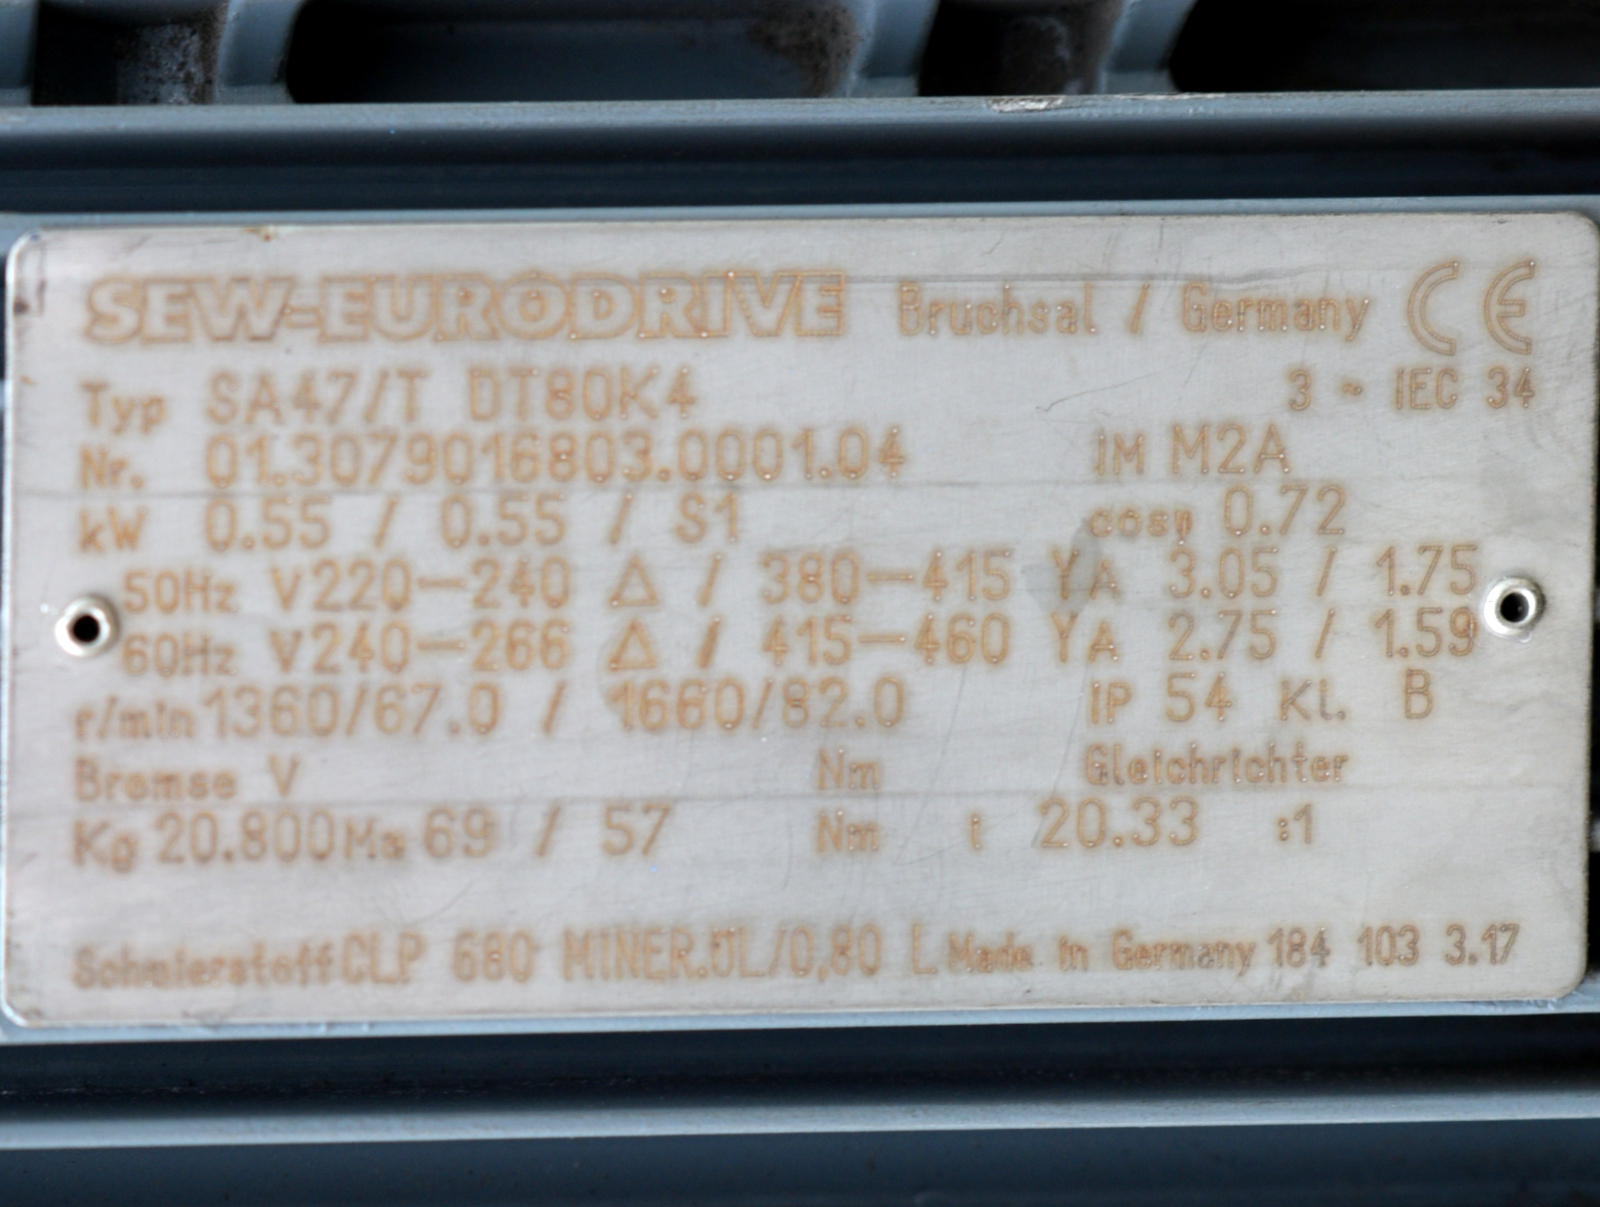 SEW-EURODRIVE Bruchsal / Germany CE
Typ SA47/T DT80K4 3 ~ IEC 34
Nr. 01.3079016803.0001.04 IM M2A
kW 0.55 / 0.55 / S1 cosφ 0.72
50Hz V 220-240 Δ / 380-415 Y A 3.05 / 1.75
60Hz V 240-266 Δ / 415-460 Y A 2.75 / 1.59
r/min 1360/67.0 / 1660/82.0 IP 54 Kl. B
Bremse V Nm Gleichrichter
Kg 20.800 Ma 69 / 57 Nm i 20.33 :1
Schmierstoff CLP 680 MINER.ÖL/0,80 L Made in Germany 184 103 3.17